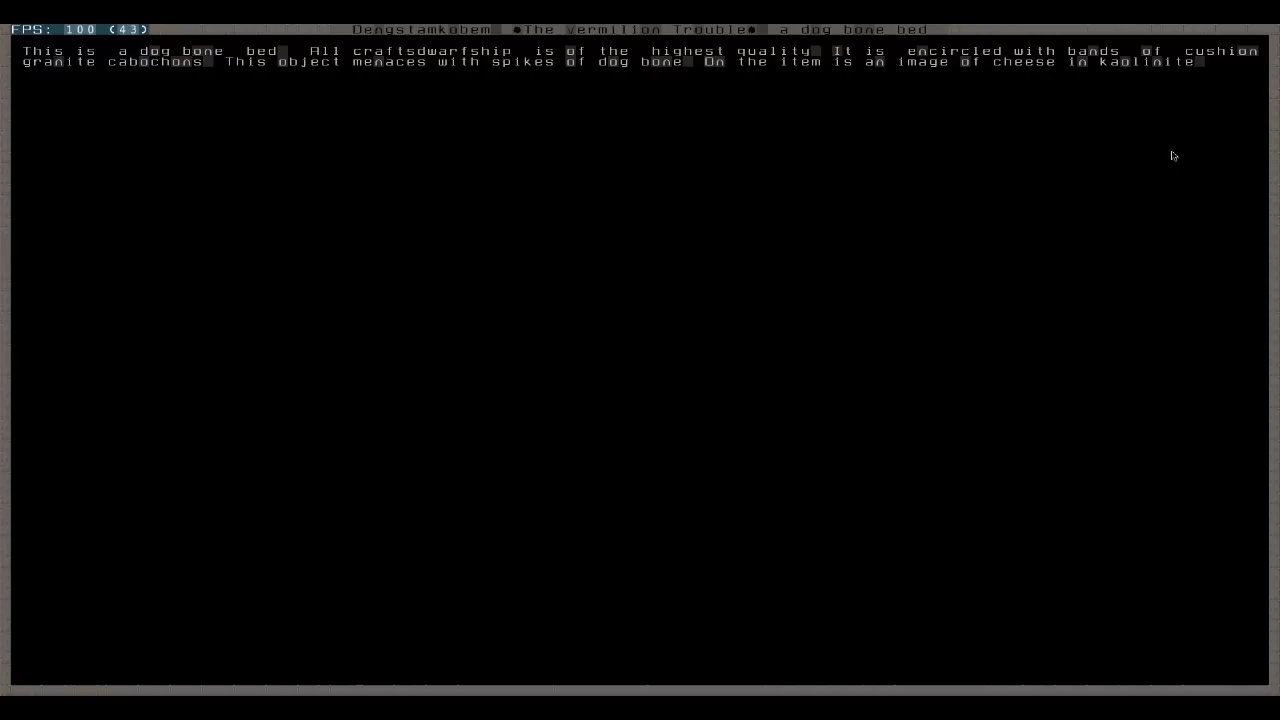 FPS: 100 (43) Dengstamkobem *The Vermilion Trouble* a dog bone bed
This is a dog bone bed. All craftsdwarfship is of the highest quality. It is encircled with bands of cushion
granite cabochons. This object menaces with spikes of dog bone. On the item is an image of cheese in kaolinite.